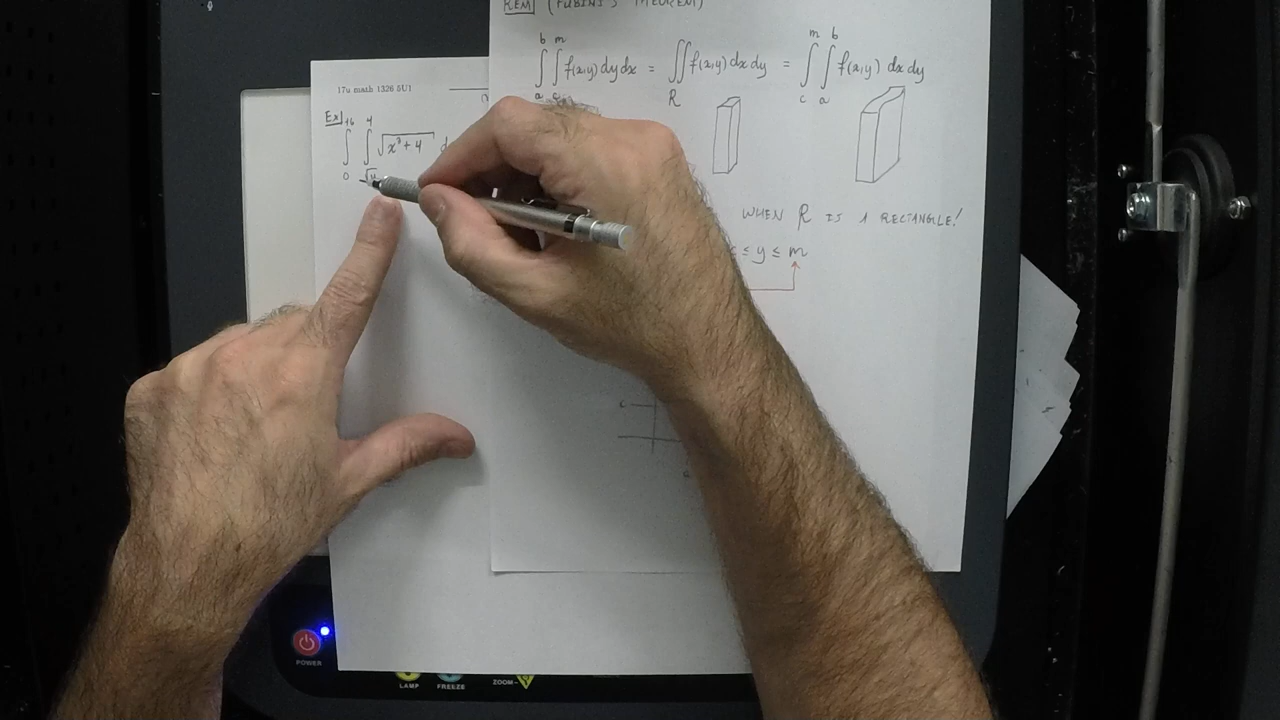 REM (FUBINI'S THEOREM)
b m m b
∫ ∫ f(x,y) dy dx = ∬ f(x,y) dx dy = ∫ ∫ f(x,y) dx dy
a R c a
17u math 1326 5U1
Ex
16 4
∫ ∫ √x³+4 d
0 √y
WHEN R IS A RECTANGLE!
≤ y ≤ m
c
POWER
LAMP FREEZE ZOOM-